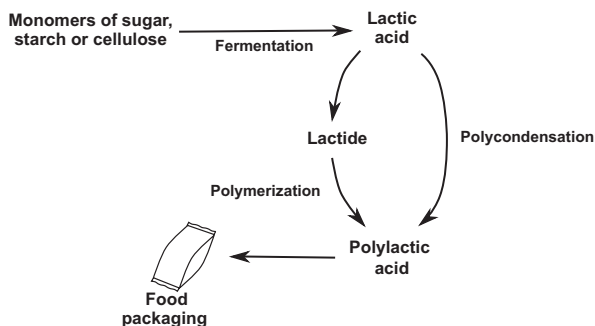 Monomers of sugar,
starch or cellulose
Fermentation
Lactic
acid
Lactide
Polycondensation
Polymerization
Polylactic
acid
Food
packaging